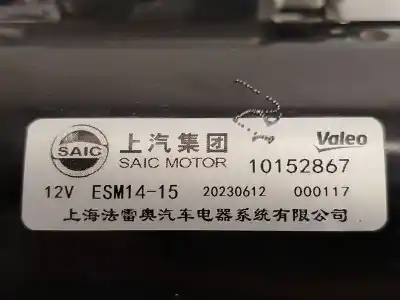 SAIC 上汽集团 Valeo
SAIC MOTOR 10152867
12V ESM14-15 20230612 000117
上海法雷奥汽车电器系统有限公司